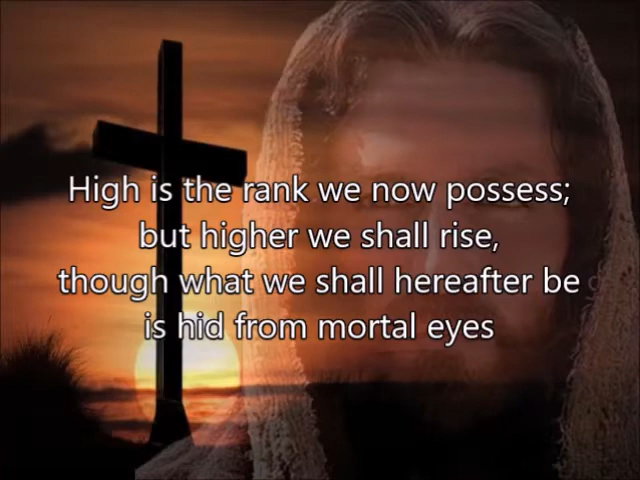 High is the rank we now possess;
but higher we shall rise,
though what we shall hereafter be
is hid from mortal eyes